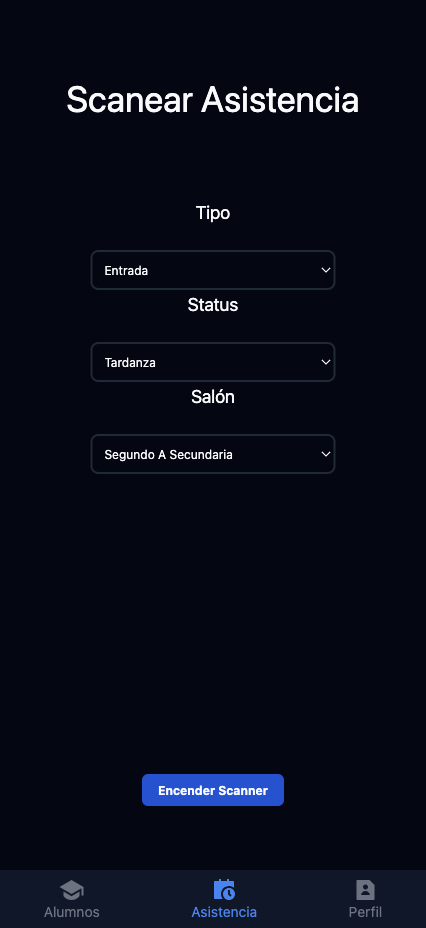 Scanear Asistencia
Tipo
Entrada
Status
Tardanza
Salón
Segundo A Secundaria
Encender Scanner
Alumnos
Asistencia
Perfil